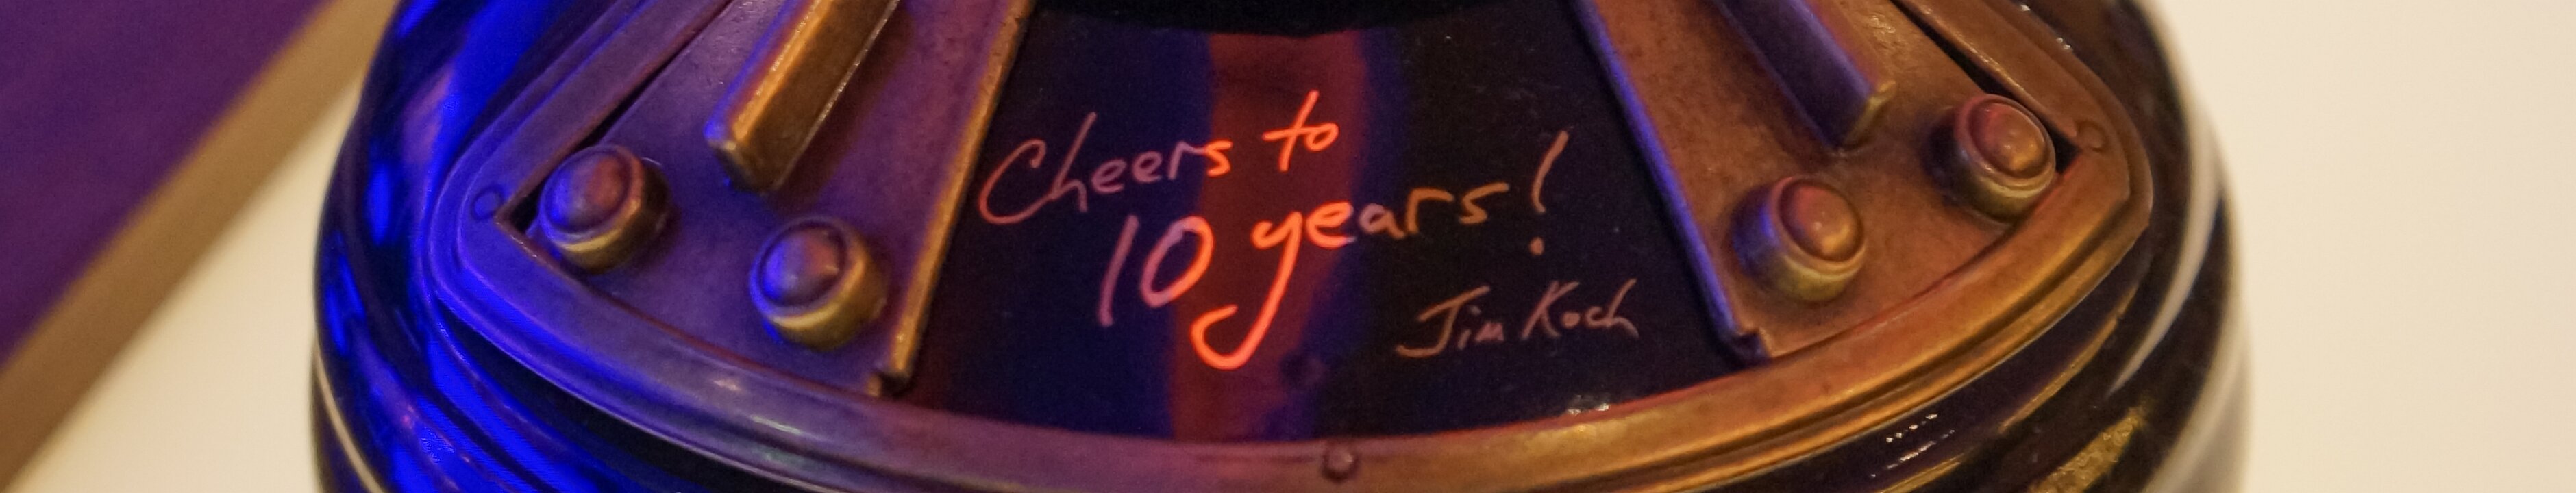 Cheers to
10 years!
Jim Koch